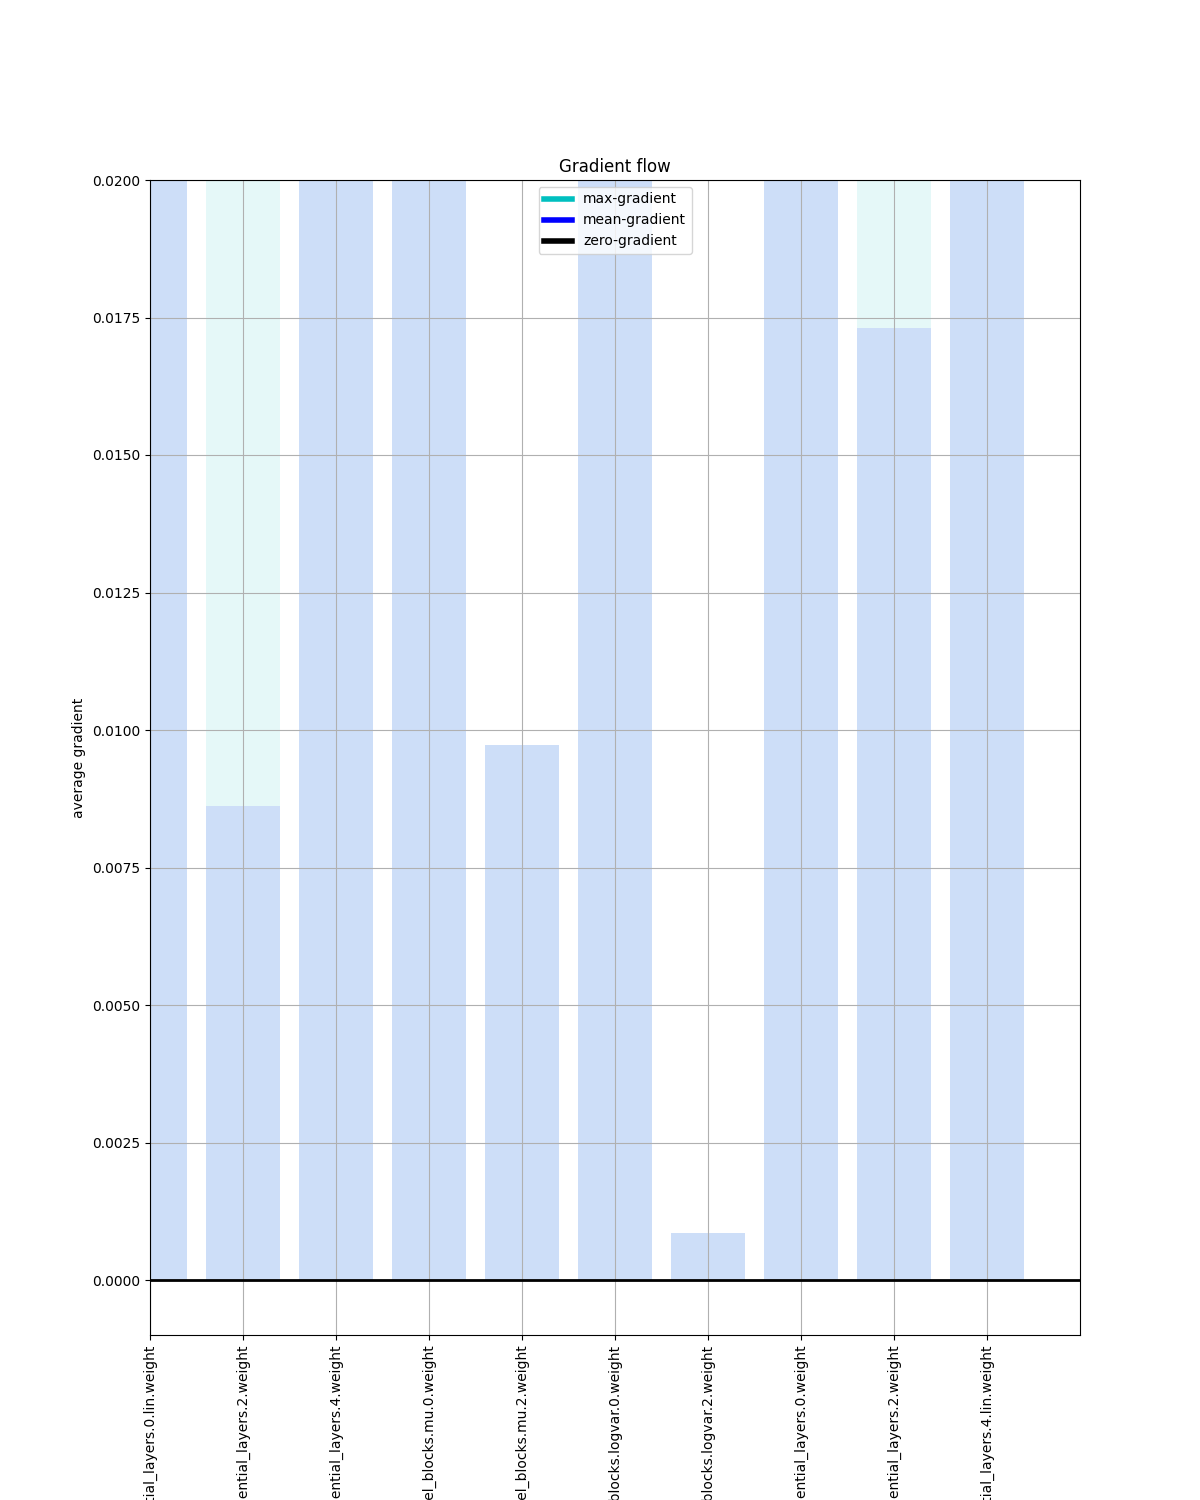 Gradient flow
max-gradient
mean-gradient
zero-gradient
0.0200
0.0175
0.0150
0.0125
0.0100
0.0075
0.0050
0.0025
0.0000
average gradient
tial_layers.0.lin.weight
ential_layers.2.weight
ential_layers.4.weight
el_blocks.mu.0.weight
el_blocks.mu.2.weight
blocks.logvar.0.weight
blocks.logvar.2.weight
ential_layers.0.weight
ential_layers.2.weight
tial_layers.4.lin.weight